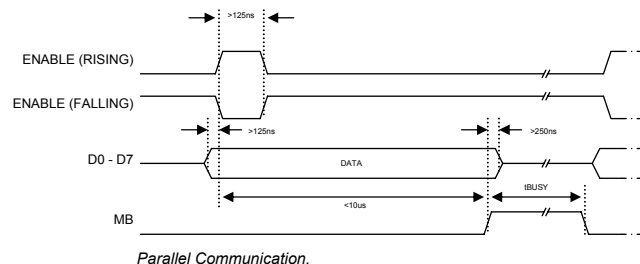 >125ns
ENABLE (RISING)
ENABLE (FALLING)
>125ns
>250ns
D0 - D7
DATA
tBUSY
<10us
MB
Parallel Communication.